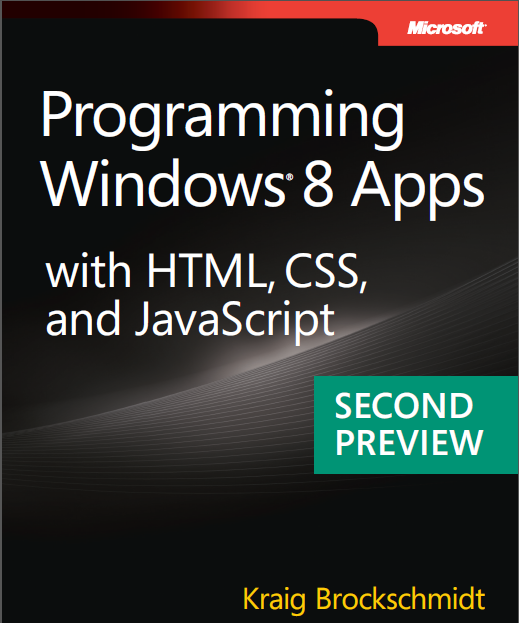 Microsoft®
Programming
Windows® 8 Apps
with HTML, CSS,
and JavaScript
SECOND
PREVIEW
Kraig Brockschmidt